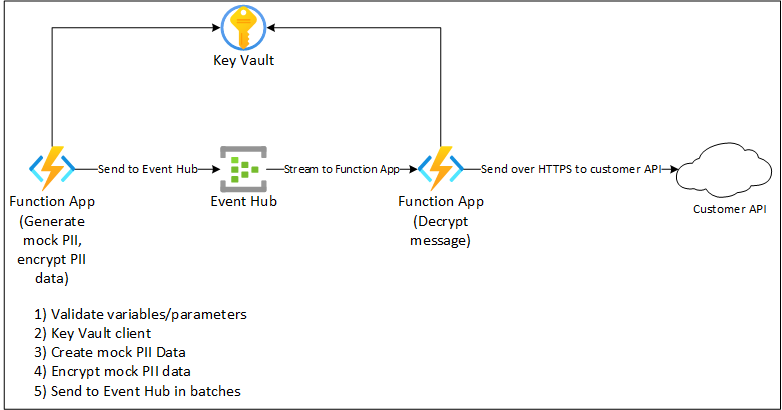 Key Vault
Send to Event Hub
Stream to Function App
Send over HTTPS to customer API
Function App
(Generate
mock PII,
encrypt PII
data)
Event Hub
Function App
(Decrypt
message)
Customer API
1) Validate variables/parameters
2) Key Vault client
3) Create mock PII Data
4) Encrypt mock PII data
5) Send to Event Hub in batches